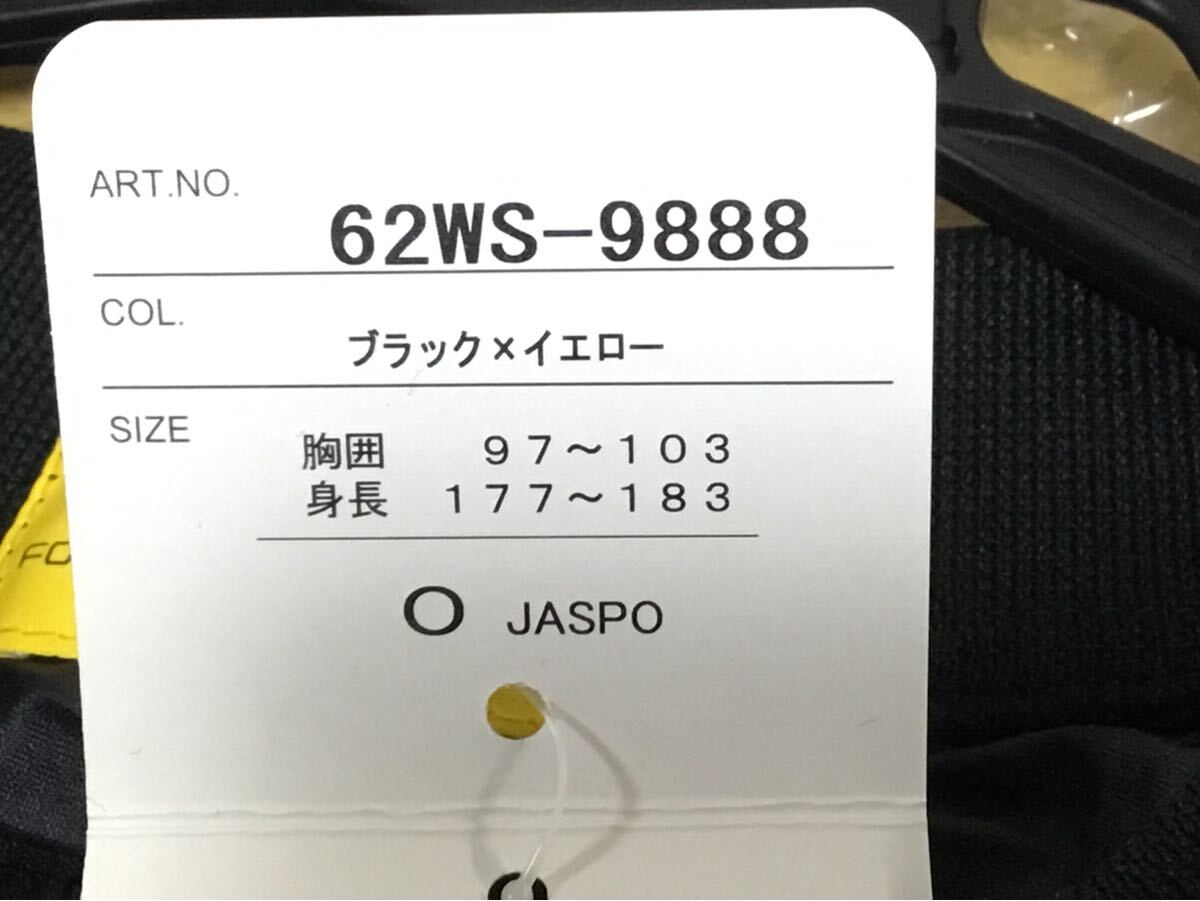 ART.NO.
62WS-9888
COL.
ブラック×イエロー
SIZE
胸囲 97～103
身長 177～183
O JASPO